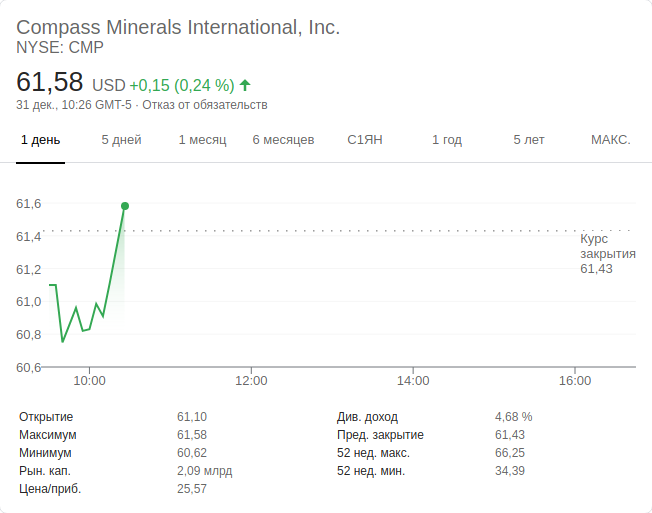 Compass Minerals International, Inc.
NYSE: CMP
61,58 USD +0,15 (0,24 %)
31 дек., 10:26 GMT-5 · Отказ от обязательств
1 день 5 дней 1 месяц 6 месяцев С1ЯН 1 год 5 лет МАКС.
61,6
61,4
61,2
61,0
60,8
60,6
Курс
закрытия
61,43
10:00 12:00 14:00 16:00
Открытие 61,10 Див. доход 4,68 %
Максимум 61,58 Пред. закрытие 61,43
Минимум 60,62 52 нед. макс. 66,25
Рын. кап. 2,09 млрд 52 нед. мин. 34,39
Цена/приб. 25,57